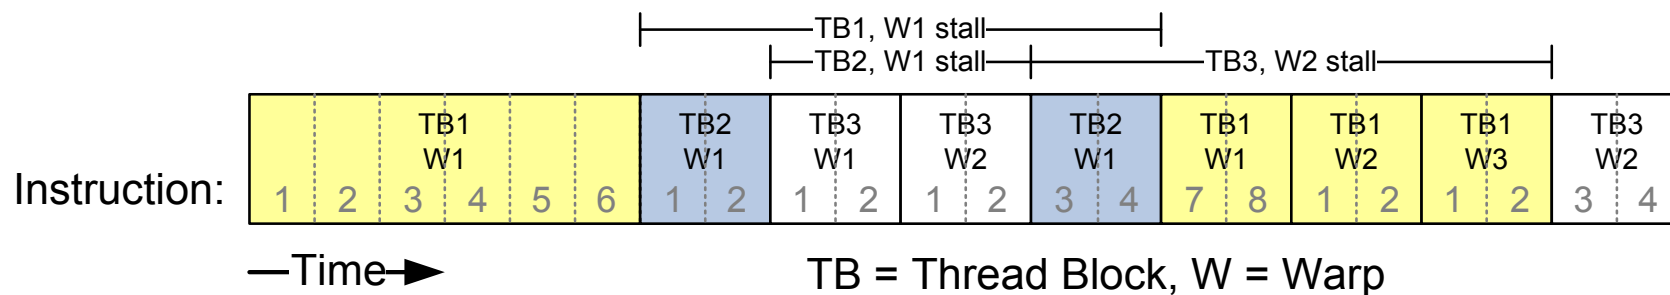 TB1, W1 stall
TB2, W1 stall TB3, W2 stall
TB1 TB2 TB3 TB3 TB2 TB1 TB1 TB1 TB3
W1 W1 W1 W2 W1 W1 W2 W3 W2
Instruction: 1 2 3 4 5 6 1 2 1 2 1 2 3 4 7 8 1 2 1 2 3 4
Time TB = Thread Block, W = Warp